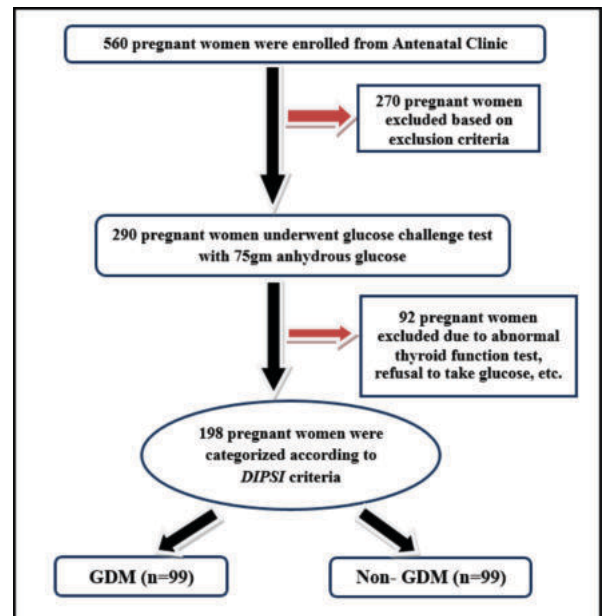 560 pregnant women were enrolled from Antenatal Clinic
270 pregnant women
excluded based on
exclusion criteria
290 pregnant women underwent glucose challenge test
with 75gm anhydrous glucose
92 pregnant women
excluded due to abnormal
thyroid function test,
refusal to take glucose, etc.
198 pregnant women were
categorized according to
DIPSI criteria
GDM (n=99)
Non- GDM (n=99)